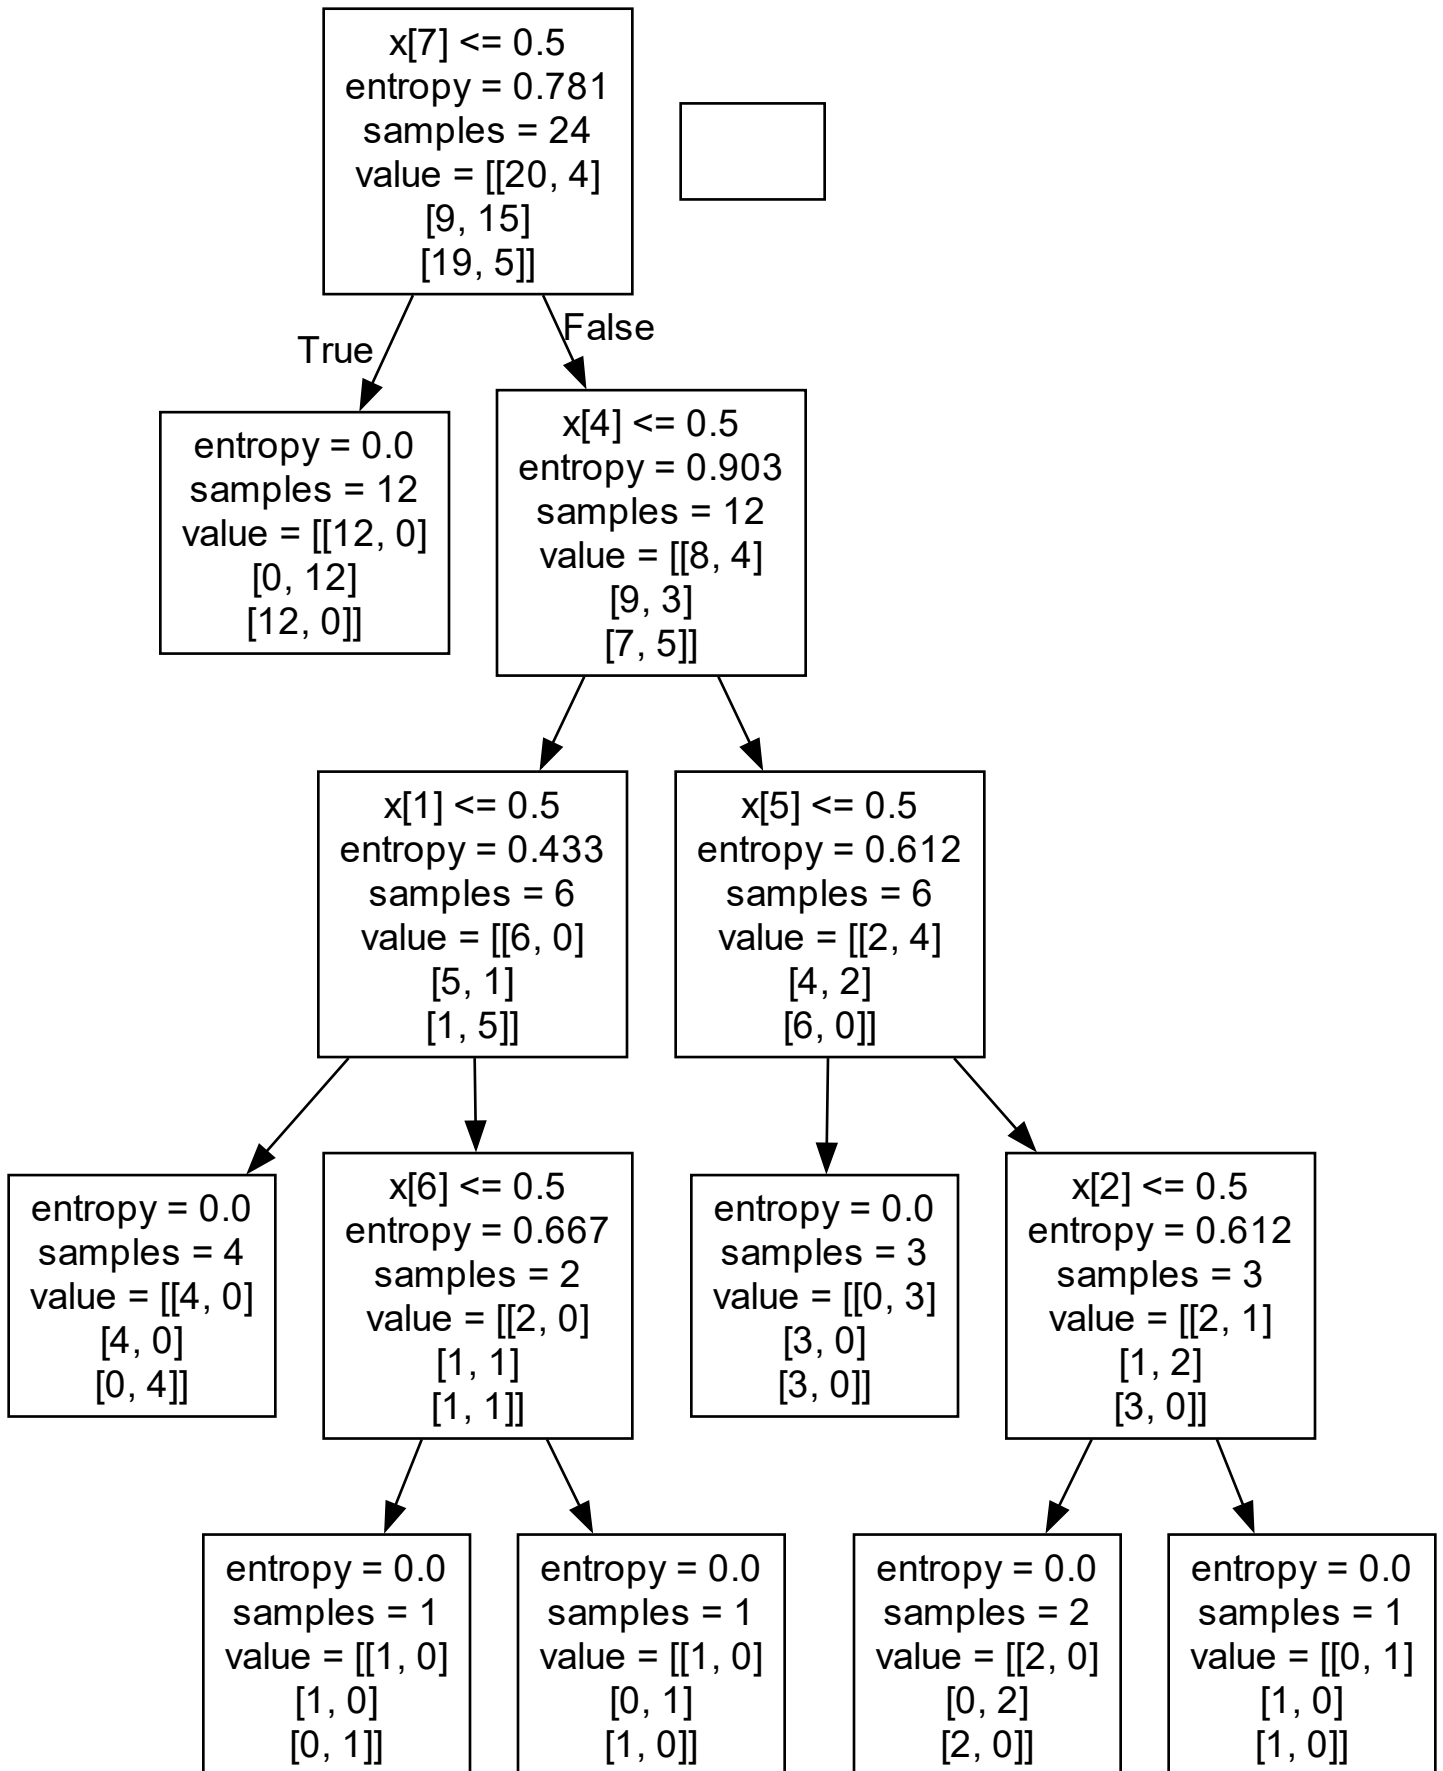 x[7] <= 0.5
entropy = 0.781
samples = 24
value = [[20, 4]
[9, 15]
[19, 5]]
True
False
entropy = 0.0
samples = 12
value = [[12, 0]
[0, 12]
[12, 0]]
x[4] <= 0.5
entropy = 0.903
samples = 12
value = [[8, 4]
[9, 3]
[7, 5]]
x[1] <= 0.5
entropy = 0.433
samples = 6
value = [[6, 0]
[5, 1]
[1, 5]]
x[5] <= 0.5
entropy = 0.612
samples = 6
value = [[2, 4]
[4, 2]
[6, 0]]
entropy = 0.0
samples = 4
value = [[4, 0]
[4, 0]
[0, 4]]
x[6] <= 0.5
entropy = 0.667
samples = 2
value = [[2, 0]
[1, 1]
[1, 1]]
entropy = 0.0
samples = 3
value = [[0, 3]
[3, 0]
[3, 0]]
x[2] <= 0.5
entropy = 0.612
samples = 3
value = [[2, 1]
[1, 2]
[3, 0]]
entropy = 0.0
samples = 1
value = [[1, 0]
[1, 0]
[0, 1]]
entropy = 0.0
samples = 1
value = [[1, 0]
[0, 1]
[1, 0]]
entropy = 0.0
samples = 2
value = [[2, 0]
[0, 2]
[2, 0]]
entropy = 0.0
samples = 1
value = [[0, 1]
[1, 0]
[1, 0]]